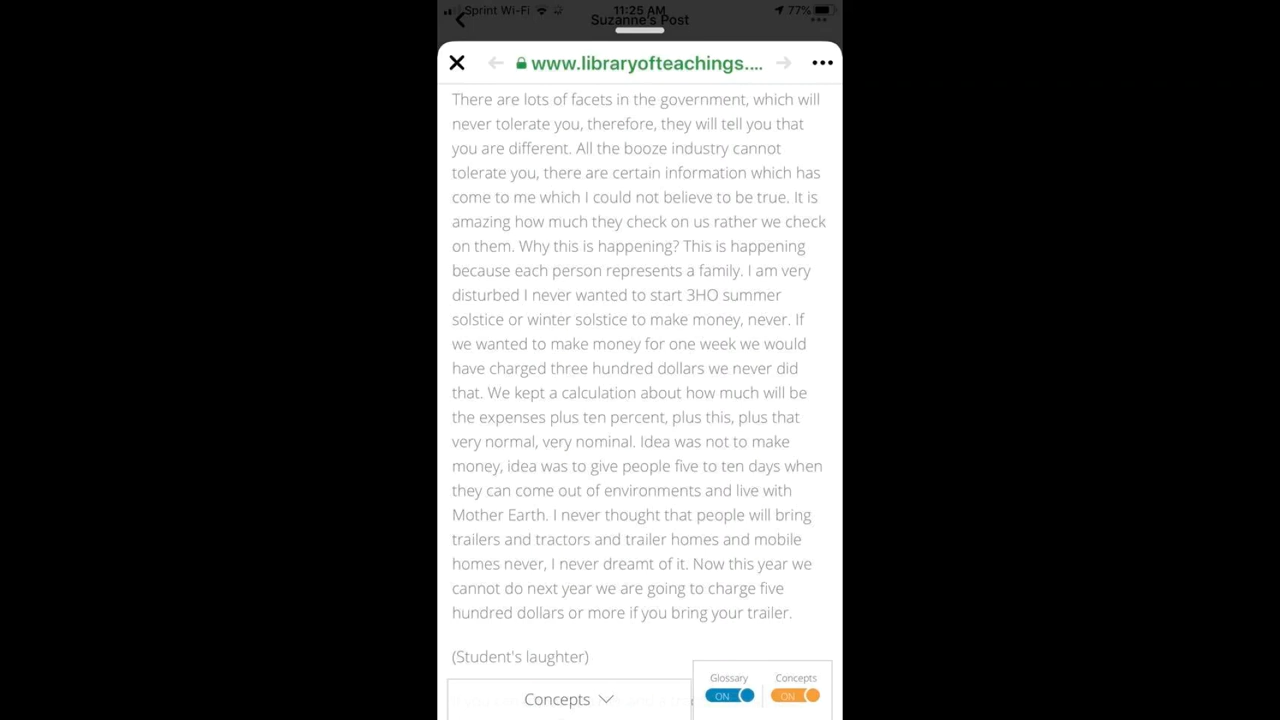 Sprint Wi-Fi
11:25 AM
77%
Suzanne's Post
www.libraryofteachings....
There are lots of facets in the government, which will
never tolerate you, therefore, they will tell you that
you are different. All the booze industry cannot
tolerate you, there are certain information which has
come to me which I could not believe to be true. It is
amazing how much they check on us rather we check
on them. Why this is happening? This is happening
because each person represents a family. I am very
disturbed I never wanted to start 3HO summer
solstice or winter solstice to make money, never. If
we wanted to make money for one week we would
have charged three hundred dollars we never did
that. We kept a calculation about how much will be
the expenses plus ten percent, plus this, plus that
very normal, very nominal. Idea was not to make
money, idea was to give people five to ten days when
they can come out of environments and live with
Mother Earth. I never thought that people will bring
trailers and tractors and trailer homes and mobile
homes never, I never dreamt of it. Now this year we
cannot do next year we are going to charge five
hundred dollars or more if you bring your trailer.
(Student's laughter)
Glossary
Concepts
ON
ON
Concepts